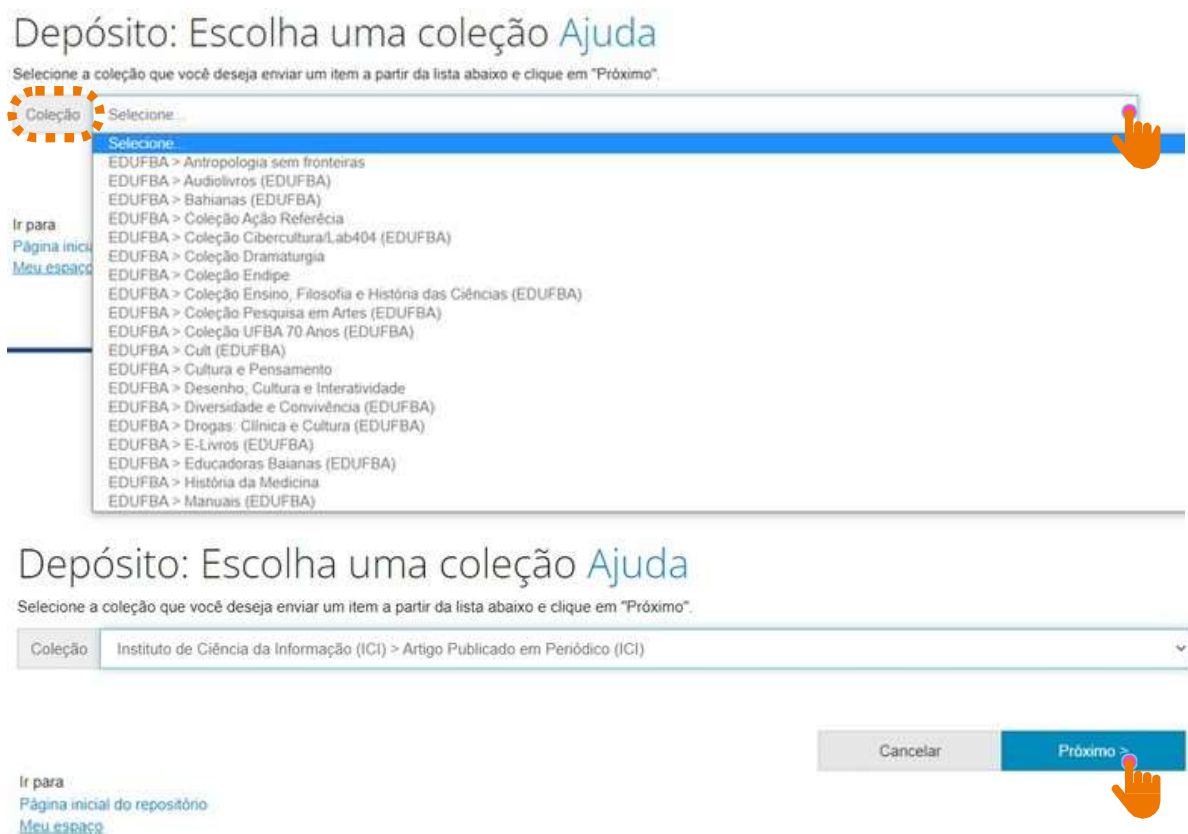 Depósito: Escolha uma coleção Ajuda
Selecione a coleção que você deseja enviar um item a partir da lista abaixo e clique em "Próximo".
Coleção Selecione...
Selecione...
EDUFBA > Antropologia sem fronteiras
EDUFBA > Audiolivros (EDUFBA)
EDUFBA > Bahianas (EDUFBA)
EDUFBA > Coleção Ação Referêcia
EDUFBA > Coleção Cibercultura/Lab404 (EDUFBA)
EDUFBA > Coleção Dramaturgia
EDUFBA > Coleção Endipe
EDUFBA > Coleção Ensino, Filosofia e História das Ciências (EDUFBA)
EDUFBA > Coleção Pesquisa em Artes (EDUFBA)
EDUFBA > Coleção UFBA 70 Anos (EDUFBA)
EDUFBA > Cult (EDUFBA)
EDUFBA > Cultura e Pensamento
EDUFBA > Desenho, Cultura e Interatividade
EDUFBA > Diversidade e Convivência (EDUFBA)
EDUFBA > Drogas: Clínica e Cultura (EDUFBA)
EDUFBA > E-Livros (EDUFBA)
EDUFBA > Educadoras Baianas (EDUFBA)
EDUFBA > História da Medicina
EDUFBA > Manuais (EDUFBA)
Ir para
Página inici
Meu espaço
Depósito: Escolha uma coleção Ajuda
Selecione a coleção que você deseja enviar um item a partir da lista abaixo e clique em "Próximo".
Coleção Instituto de Ciência da Informação (ICI) > Artigo Publicado em Periódico (ICI)
Cancelar Próximo >
Ir para
Página inicial do repositório
Meu espaço